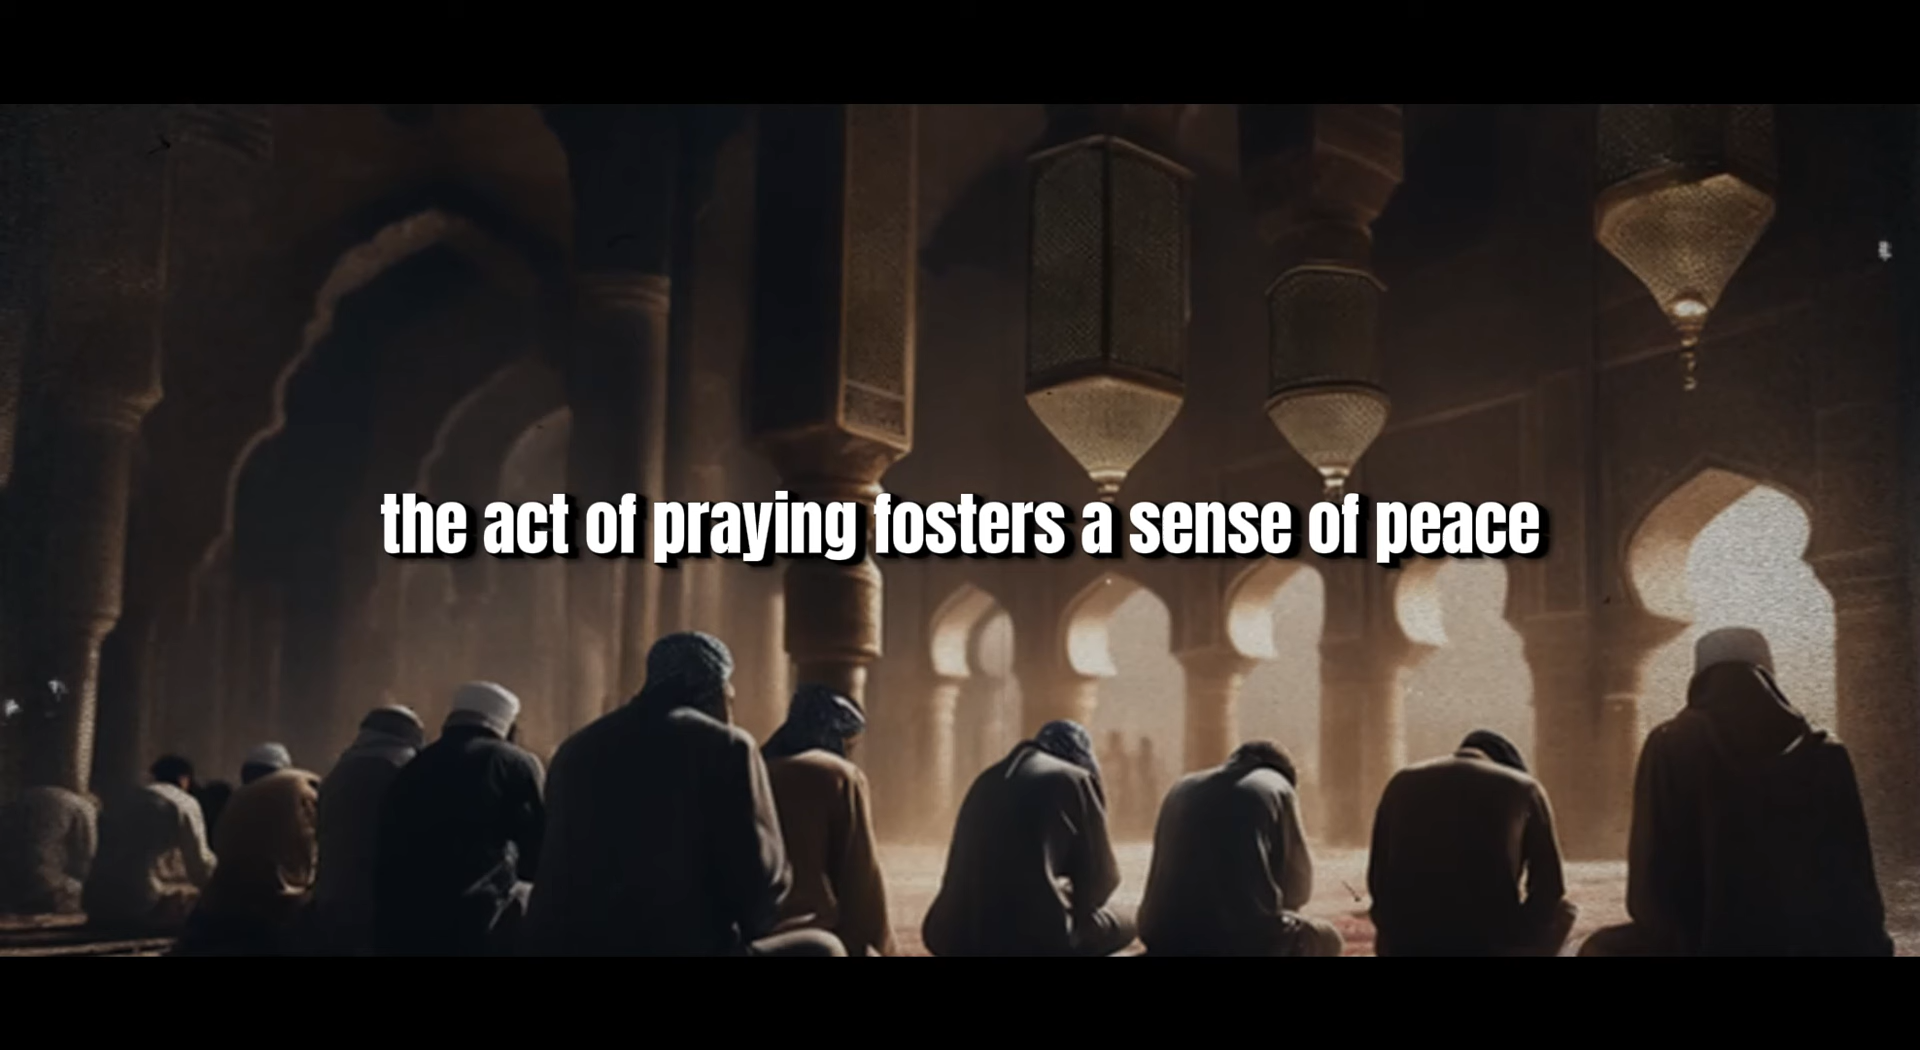 the act of praying fosters a sense of peace